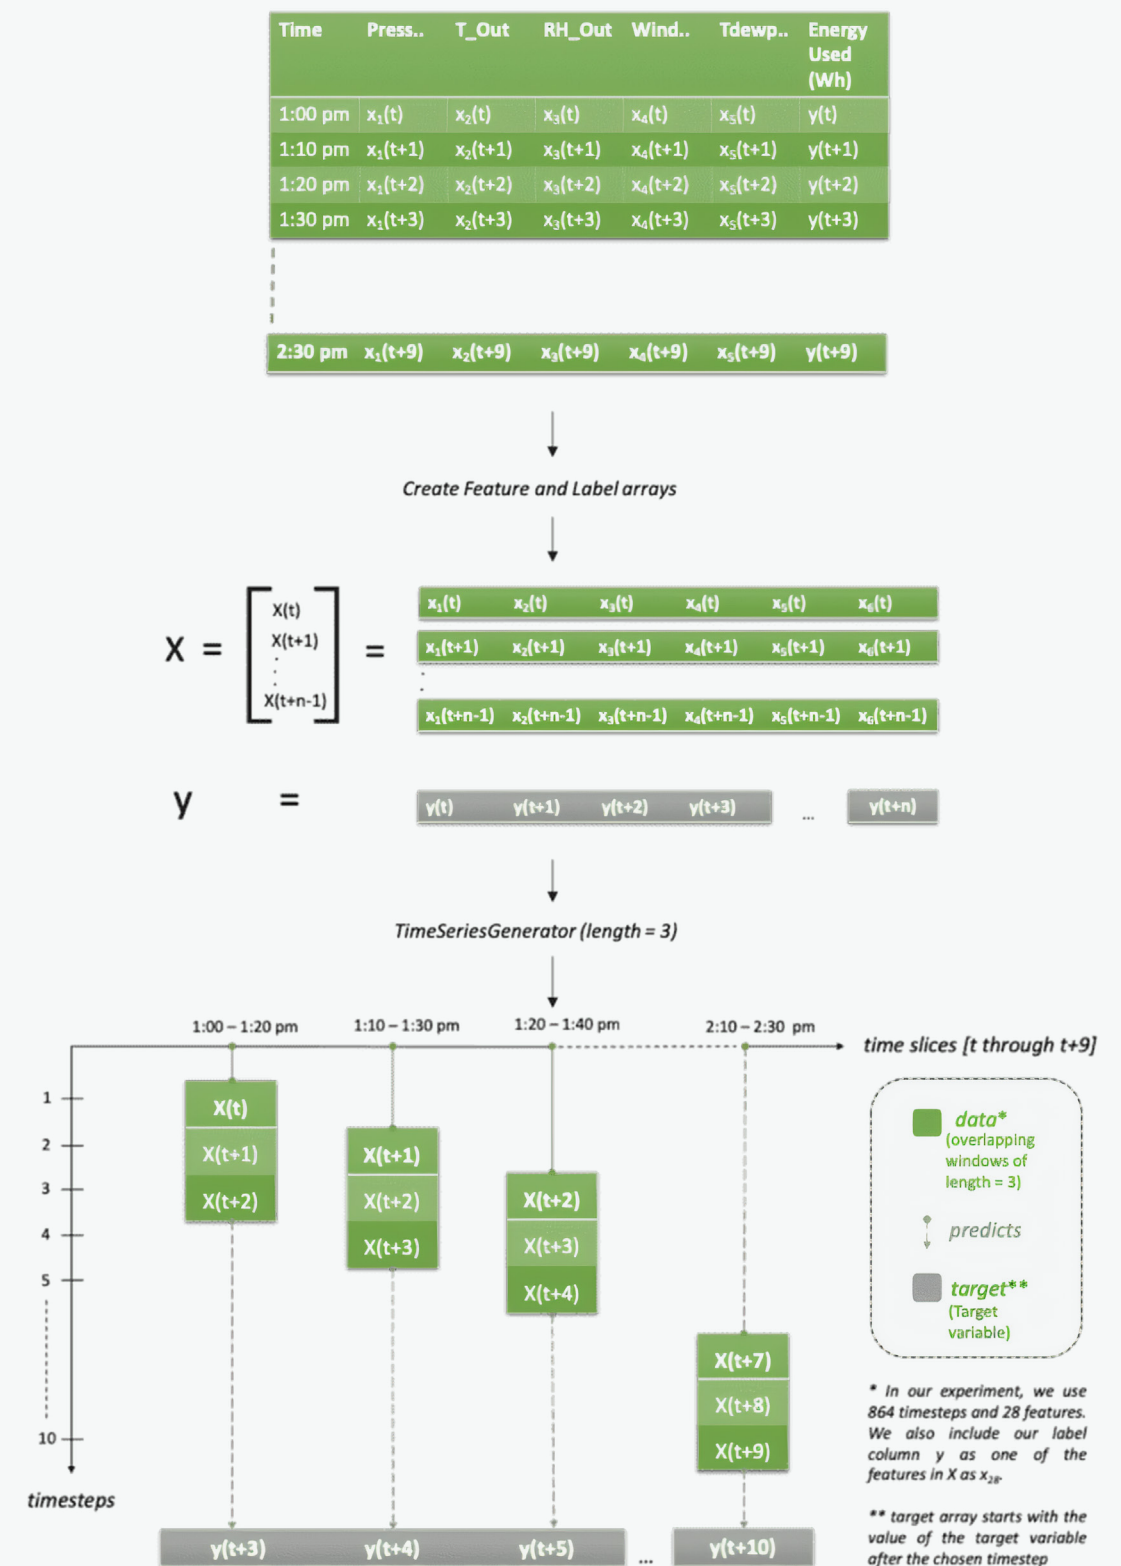 Time Press.. T_Out RH_Out Wind.. Tdewp.. Energy
Used
(Wh)
1:00 pm x₁(t) x₂(t) x₃(t) x₄(t) x₅(t) y(t)
1:10 pm x₁(t+1) x₂(t+1) x₃(t+1) x₄(t+1) x₅(t+1) y(t+1)
1:20 pm x₁(t+2) x₂(t+2) x₃(t+2) x₄(t+2) x₅(t+2) y(t+2)
1:30 pm x₁(t+3) x₂(t+3) x₃(t+3) x₄(t+3) x₅(t+3) y(t+3)
2:30 pm x₁(t+9) x₂(t+9) x₃(t+9) x₄(t+9) x₅(t+9) y(t+9)
Create Feature and Label arrays
X = X(t) = x₁(t) x₂(t) x₃(t) x₄(t) x₅(t) x₆(t)
X(t+1) x₁(t+1) x₂(t+1) x₃(t+1) x₄(t+1) x₅(t+1) x₆(t+1)
X(t+n-1) x₁(t+n-1) x₂(t+n-1) x₃(t+n-1) x₄(t+n-1) x₅(t+n-1) x₆(t+n-1)
y = y(t) y(t+1) y(t+2) y(t+3) ... y(t+n)
TimeSeriesGenerator (length = 3)
1:00 – 1:20 pm 1:10 – 1:30 pm 1:20 – 1:40 pm 2:10 – 2:30 pm
time slices [t through t+9]
1
2
3
4
5
10
timesteps
X(t)
X(t+1)
X(t+2)
X(t+1)
X(t+2)
X(t+3)
X(t+2)
X(t+3)
X(t+4)
X(t+7)
X(t+8)
X(t+9)
y(t+3) y(t+4) y(t+5) ... y(t+10)
data*
(overlapping
windows of
length = 3)
predicts
target**
(Target
variable)
* In our experiment, we use
864 timesteps and 28 features.
We also include our label
column y as one of the
features in X as x₂₈.
** target array starts with the
value of the target variable
after the chosen timestep